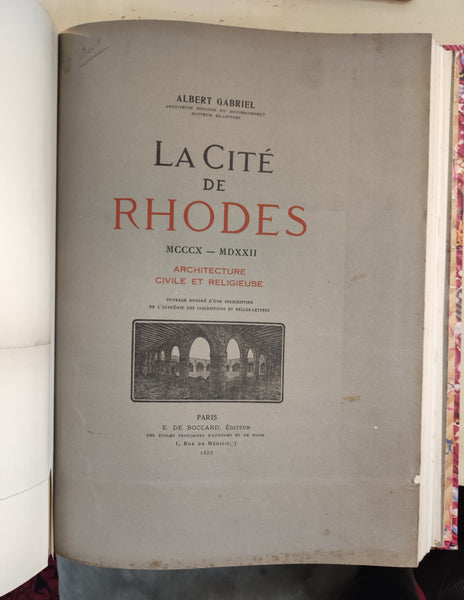 ALBERT GABRIEL
ARCHITECTE DIPLOMÉ DU GOUVERNEMENT
DOCTEUR ÈS-LETTRES
LA CITÉ
DE
RHODES
MCCCX — MDXXII
ARCHITECTURE
CIVILE ET RELIGIEUSE
OUVRAGE HONORÉ D'UNE SOUSCRIPTION
DE L'ACADÉMIE DES INSCRIPTIONS ET BELLES-LETTRES
PARIS
E. DE BOCCARD, ÉDITEUR
DES ÉCOLES FRANÇAISES D'ATHÈNES ET DE ROME
1, RUE DE MÉDICIS, 1
1923